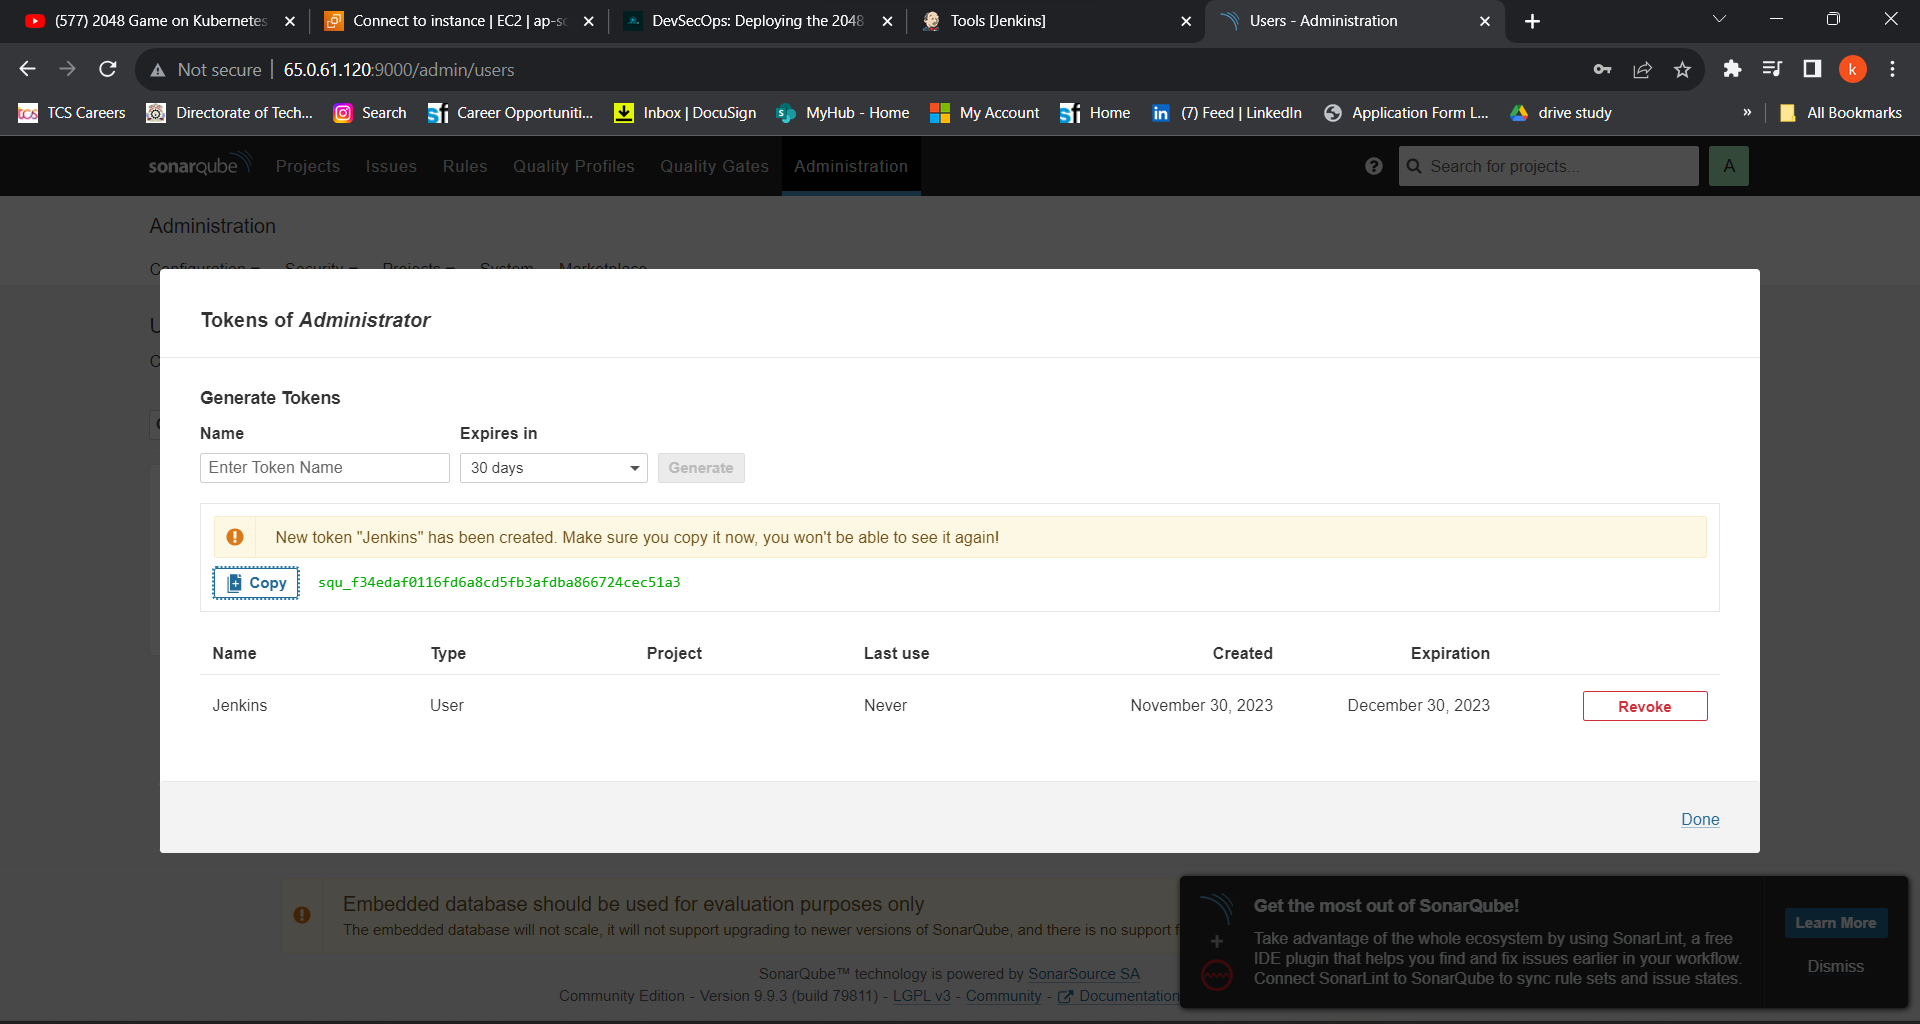 (577) 2048 Game on Kubernetes
Connect to instance | EC2 | ap-so
DevSecOps: Deploying the 2048
Tools [Jenkins]
Users - Administration
Not secure
65.0.61.120:9000/admin/users
k
TCS Careers
Directorate of Tech...
Search
Career Opportuniti...
Inbox | DocuSign
MyHub - Home
My Account
Home
(7) Feed | LinkedIn
Application Form L...
drive study
»
All Bookmarks
sonarqube
Projects
Issues
Rules
Quality Profiles
Quality Gates
Administration
Search for projects...
A
Administration
Configuration
Security
Projects
System
Marketplace
Tokens of Administrator
Generate Tokens
Name
Expires in
Enter Token Name
30 days
Generate
New token "Jenkins" has been created. Make sure you copy it now, you won't be able to see it again!
Copy
squ_f34edaf0116fd6a8cd5fb3afdba866724cec51a3
Name
Type
Project
Last use
Created
Expiration
Jenkins
User
Never
November 30, 2023
December 30, 2023
Revoke
Done
Embedded database should be used for evaluation purposes only
The embedded database will not scale, it will not support upgrading to newer versions of SonarQube, and there is no support f
SonarQube™ technology is powered by SonarSource SA
Community Edition - Version 9.9.3 (build 79811) - LGPL v3 - Community - Documentation
Get the most out of SonarQube!
Take advantage of the whole ecosystem by using SonarLint, a free
IDE plugin that helps you find and fix issues earlier in your workflow.
Connect SonarLint to SonarQube to sync rule sets and issue states.
Learn More
Dismiss